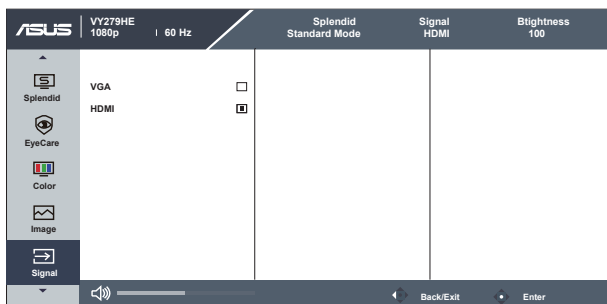 ASUS
VY279HE
1080p | 60 Hz
Splendid
Standard Mode
Signal
HDMI
Btightness
100
Splendid
EyeCare
Color
Image
Signal
VGA
HDMI
Back/Exit
Enter